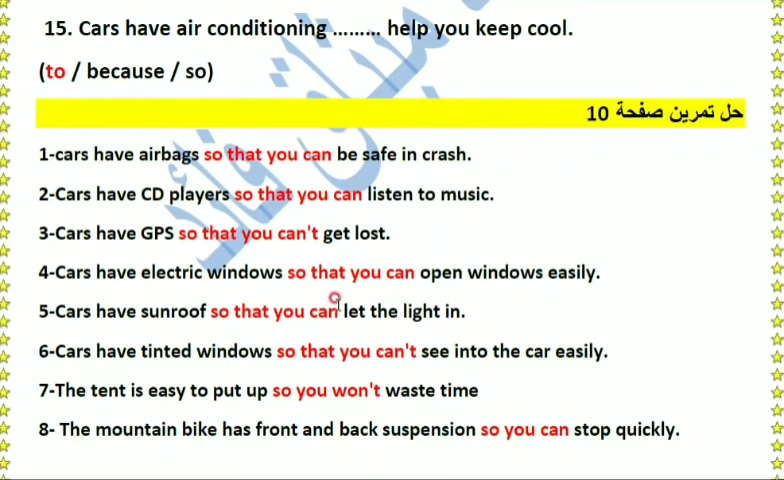 15. Cars have air conditioning ......... help you keep cool.
(to / because / so)
حل تمرين صفحة 10
1-cars have airbags so that you can be safe in crash.
2-Cars have CD players so that you can listen to music.
3-Cars have GPS so that you can't get lost.
4-Cars have electric windows so that you can open windows easily.
5-Cars have sunroof so that you can let the light in.
6-Cars have tinted windows so that you can't see into the car easily.
7-The tent is easy to put up so you won't waste time
8- The mountain bike has front and back suspension so you can stop quickly.